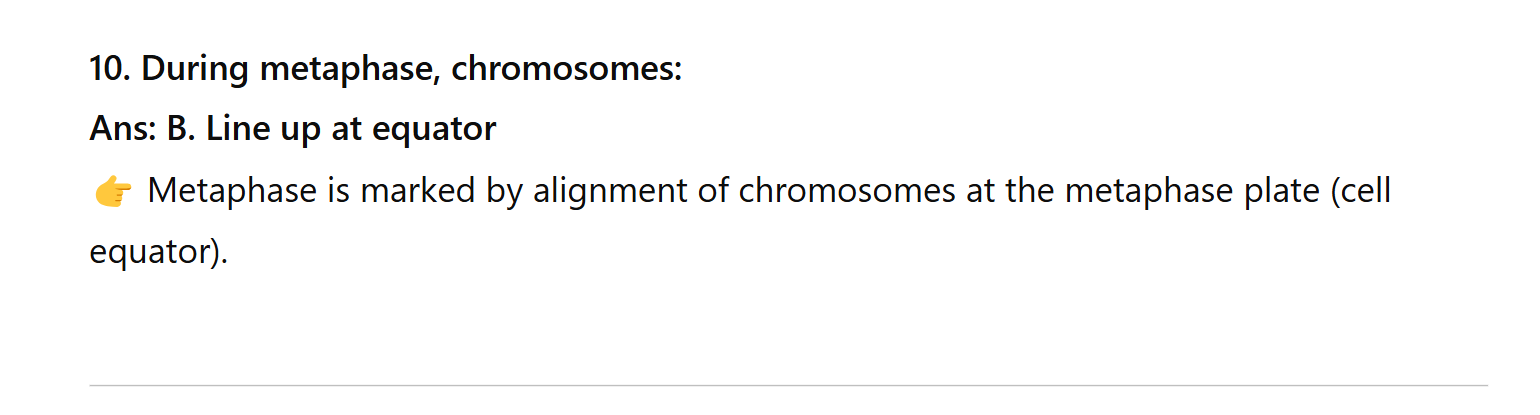 10. During metaphase, chromosomes:
Ans: B. Line up at equator
👉 Metaphase is marked by alignment of chromosomes at the metaphase plate (cell
equator).